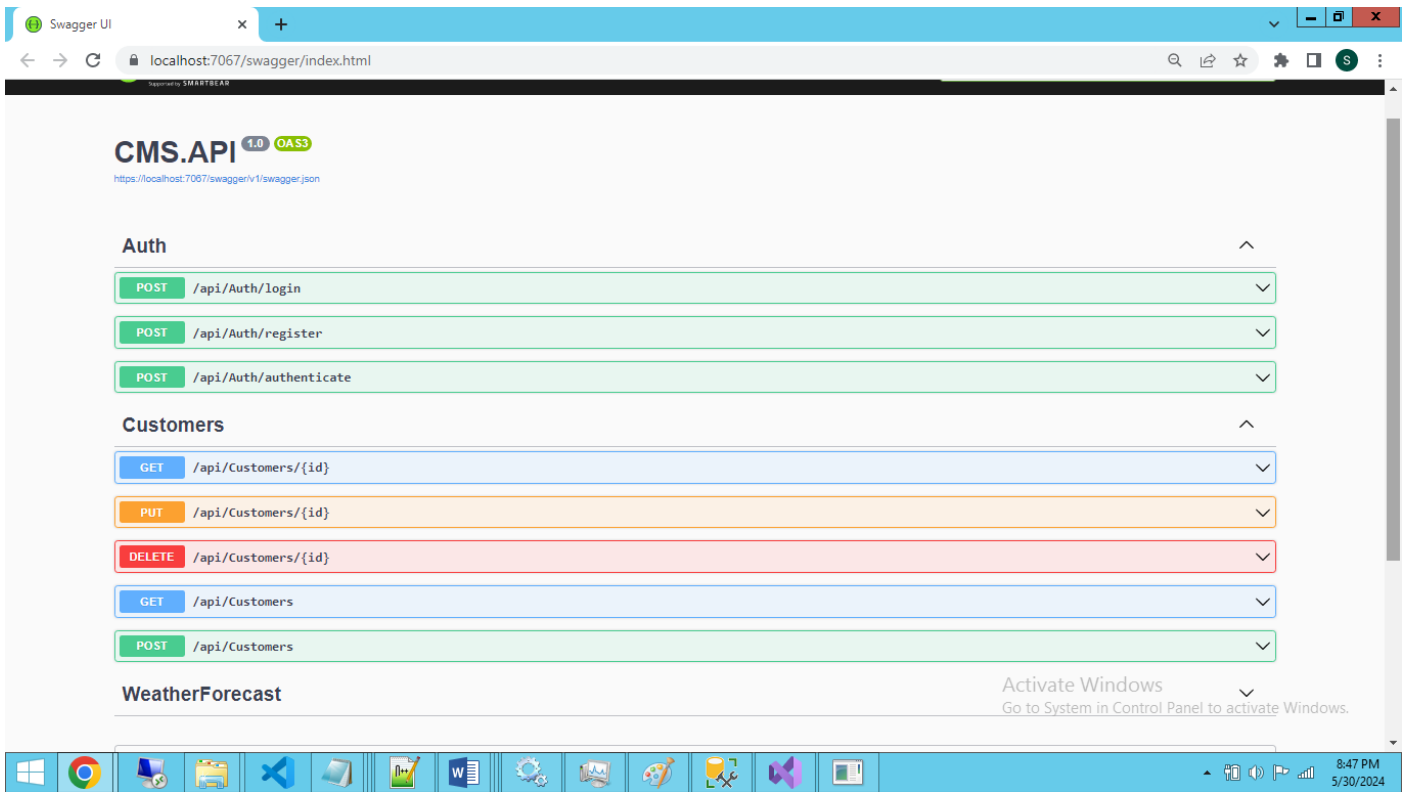 Swagger UI
localhost:7067/swagger/index.html
S
Supported by SMARTBEAR
CMS.API 1.0 OAS3
https://localhost:7067/swagger/v1/swagger.json
Auth
POST /api/Auth/login
POST /api/Auth/register
POST /api/Auth/authenticate
Customers
GET /api/Customers/{id}
PUT /api/Customers/{id}
DELETE /api/Customers/{id}
GET /api/Customers
POST /api/Customers
WeatherForecast
Activate Windows
Go to System in Control Panel to activate Windows.
8:47 PM
5/30/2024